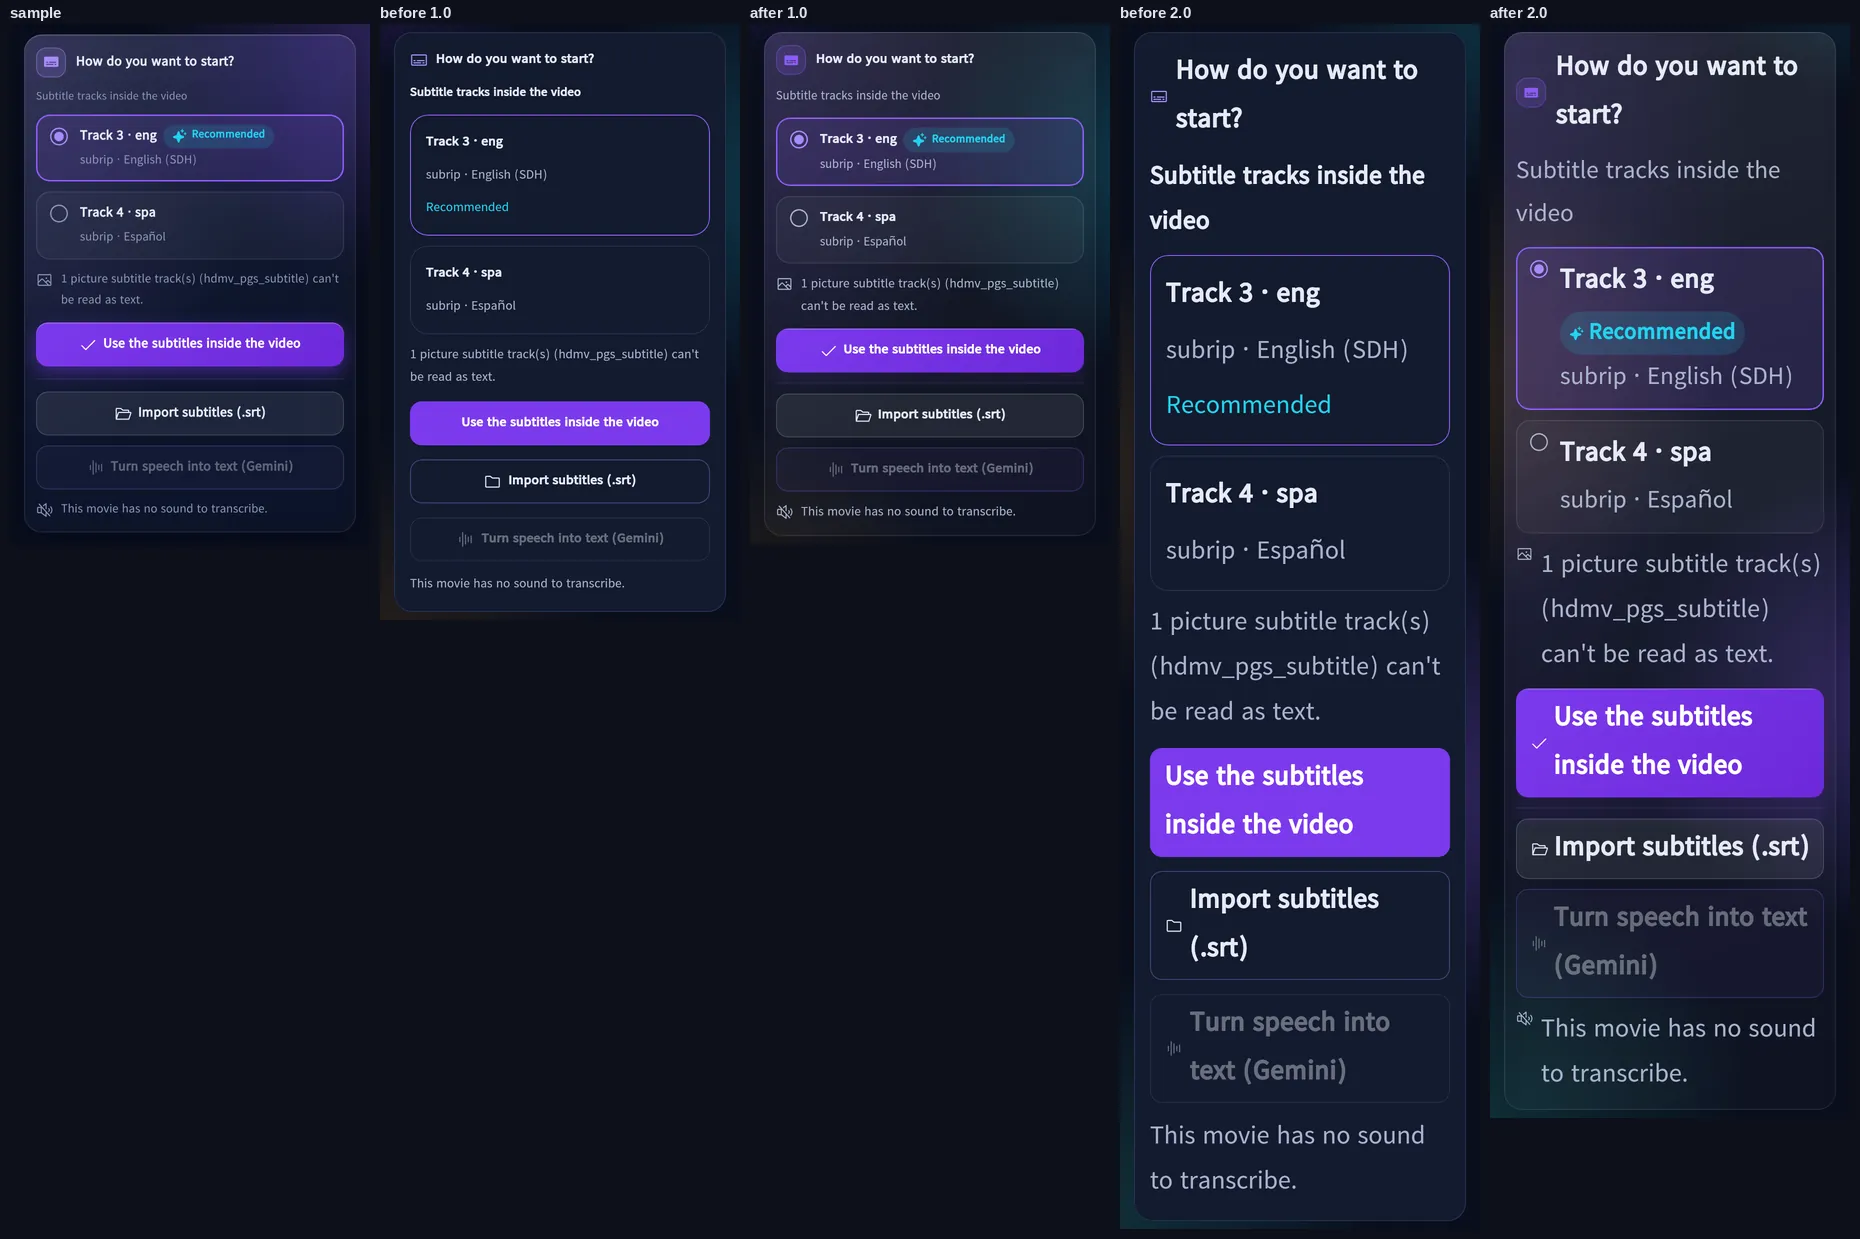 sample
How do you want to start?
Subtitle tracks inside the video
Track 3 · eng
Recommended
subrip · English (SDH)
Track 4 · spa
subrip · Español
1 picture subtitle track(s) (hdmv_pgs_subtitle) can't
be read as text.
Use the subtitles inside the video
Import subtitles (.srt)
Turn speech into text (Gemini)
This movie has no sound to transcribe.
before 1.0
How do you want to start?
Subtitle tracks inside the video
Track 3 · eng
subrip · English (SDH)
Recommended
Track 4 · spa
subrip · Español
1 picture subtitle track(s) (hdmv_pgs_subtitle) can't
be read as text.
Use the subtitles inside the video
Import subtitles (.srt)
Turn speech into text (Gemini)
This movie has no sound to transcribe.
after 1.0
How do you want to start?
Subtitle tracks inside the video
Track 3 · eng
Recommended
subrip · English (SDH)
Track 4 · spa
subrip · Español
1 picture subtitle track(s) (hdmv_pgs_subtitle)
can't be read as text.
Use the subtitles inside the video
Import subtitles (.srt)
Turn speech into text (Gemini)
This movie has no sound to transcribe.
before 2.0
How do you want to
start?
Subtitle tracks inside the
video
Track 3 · eng
subrip · English (SDH)
Recommended
Track 4 · spa
subrip · Español
1 picture subtitle track(s)
(hdmv_pgs_subtitle) can't
be read as text.
Use the subtitles
inside the video
Import subtitles
(.srt)
Turn speech into
text (Gemini)
This movie has no sound
to transcribe.
after 2.0
How do you want to
start?
Subtitle tracks inside the
video
Track 3 · eng
Recommended
subrip · English (SDH)
Track 4 · spa
subrip · Español
1 picture subtitle track(s)
(hdmv_pgs_subtitle)
can't be read as text.
Use the subtitles
inside the video
Import subtitles (.srt)
Turn speech into text
(Gemini)
This movie has no sound
to transcribe.